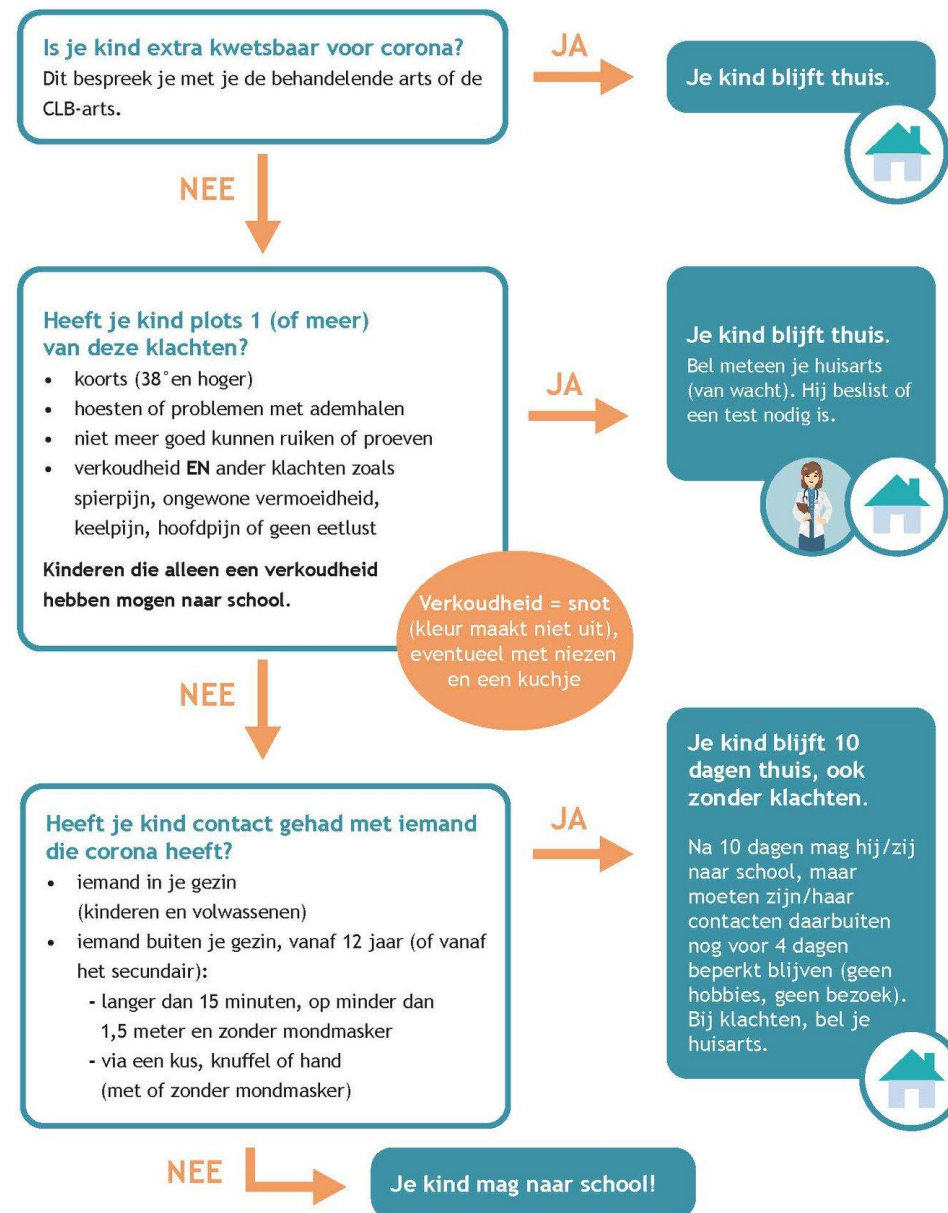 Is je kind extra kwetsbaar voor corona?
Dit bespreek je met je de behandelende arts of de
CLB-arts.
JA
Je kind blijft thuis.
NEE
Heeft je kind plots 1 (of meer)
van deze klachten?
• koorts (38°en hoger)
• hoesten of problemen met ademhalen
• niet meer goed kunnen ruiken of proeven
• verkoudheid EN ander klachten zoals
spierpijn, ongewone vermoeidheid,
keelpijn, hoofdpijn of geen eetlust
Kinderen die alleen een verkoudheid
hebben mogen naar school.
JA
Je kind blijft thuis.
Bel meteen je huisarts
(van wacht). Hij beslist of
een test nodig is.
Verkoudheid = snot
(kleur maakt niet uit),
eventueel met niezen
en een kuchje
NEE
Heeft je kind contact gehad met iemand
die corona heeft?
• iemand in je gezin
(kinderen en volwassenen)
• iemand buiten je gezin, vanaf 12 jaar (of vanaf
het secundair):
- langer dan 15 minuten, op minder dan
1,5 meter en zonder mondmasker
- via een kus, knuffel of hand
(met of zonder mondmasker)
JA
Je kind blijft 10
dagen thuis, ook
zonder klachten.
Na 10 dagen mag hij/zij
naar school, maar
moeten zijn/haar
contacten daarbuiten
nog voor 4 dagen
beperkt blijven (geen
hobbies, geen bezoek).
Bij klachten, bel je
huisarts.
NEE
Je kind mag naar school!